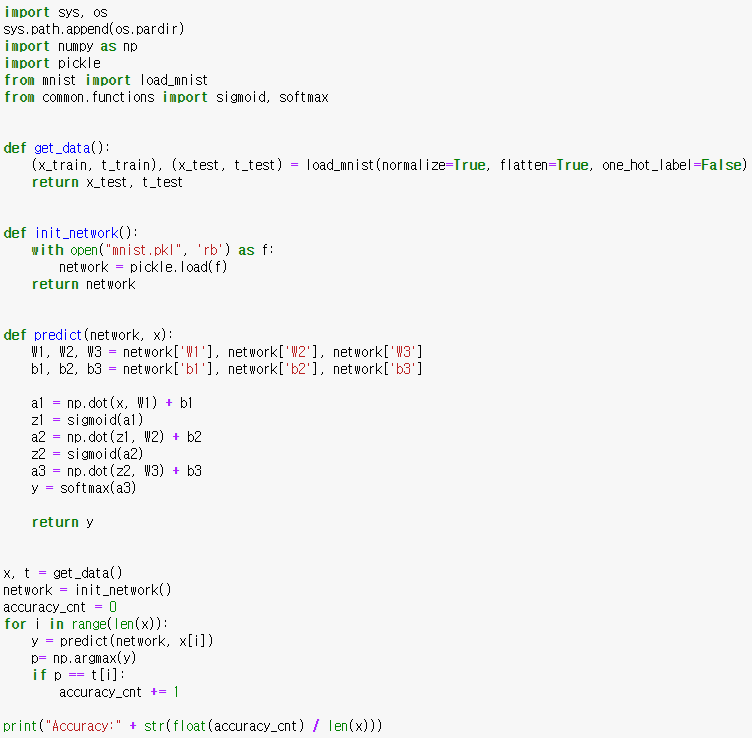 import sys, os
sys.path.append(os.pardir)
import numpy as np
import pickle
from mnist import load_mnist
from common.functions import sigmoid, softmax


def get_data():
    (x_train, t_train), (x_test, t_test) = load_mnist(normalize=True, flatten=True, one_hot_label=False)
    return x_test, t_test


def init_network():
    with open("mnist.pkl", 'rb') as f:
        network = pickle.load(f)
    return network


def predict(network, x):
    W1, W2, W3 = network['W1'], network['W2'], network['W3']
    b1, b2, b3 = network['b1'], network['b2'], network['b3']

    a1 = np.dot(x, W1) + b1
    z1 = sigmoid(a1)
    a2 = np.dot(z1, W2) + b2
    z2 = sigmoid(a2)
    a3 = np.dot(z2, W3) + b3
    y = softmax(a3)

    return y


x, t = get_data()
network = init_network()
accuracy_cnt = 0
for i in range(len(x)):
    y = predict(network, x[i])
    p= np.argmax(y)
    if p == t[i]:
        accuracy_cnt += 1

print("Accuracy:" + str(float(accuracy_cnt) / len(x)))